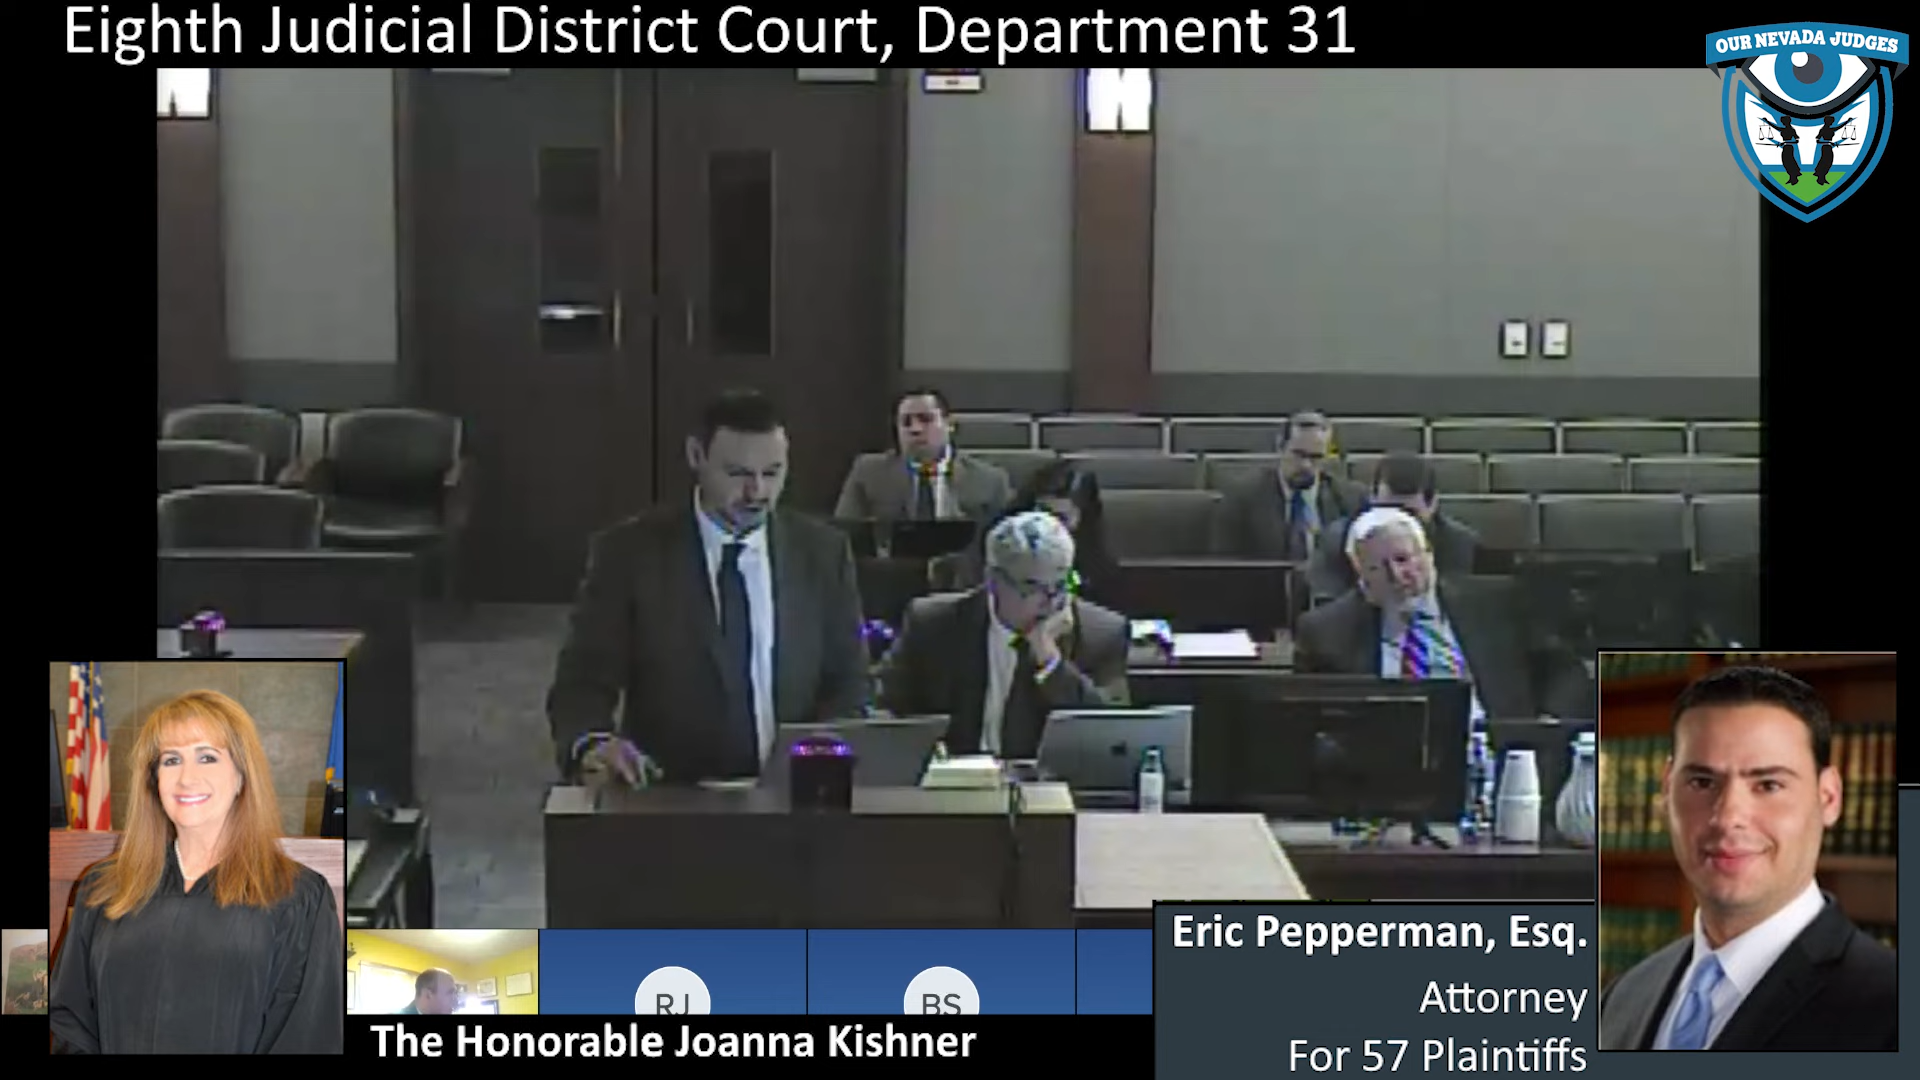 Eighth Judicial District Court, Department 31
OUR NEVADA JUDGES
RJ
BS
Eric Pepperman, Esq.
Attorney
For 57 Plaintiffs
The Honorable Joanna Kishner